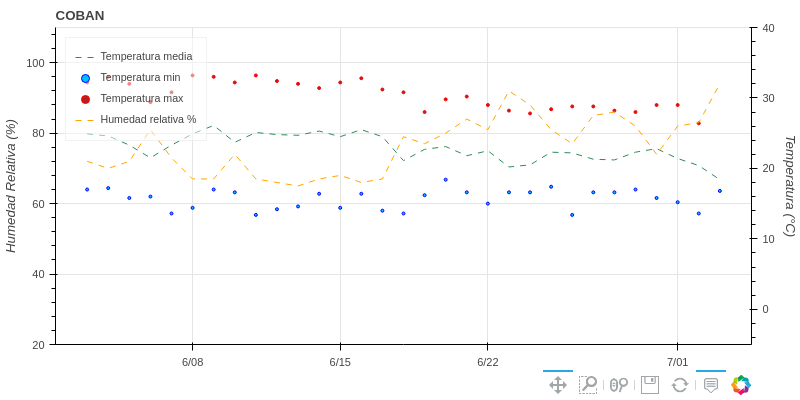 COBAN
Temperatura media
Temperatura min
Temperatura max
Humedad relativa %
Humedad Relativa (%)
100
80
60
40
20
Temperatura (°C)
40
30
20
10
0
6/08
6/15
6/22
7/01